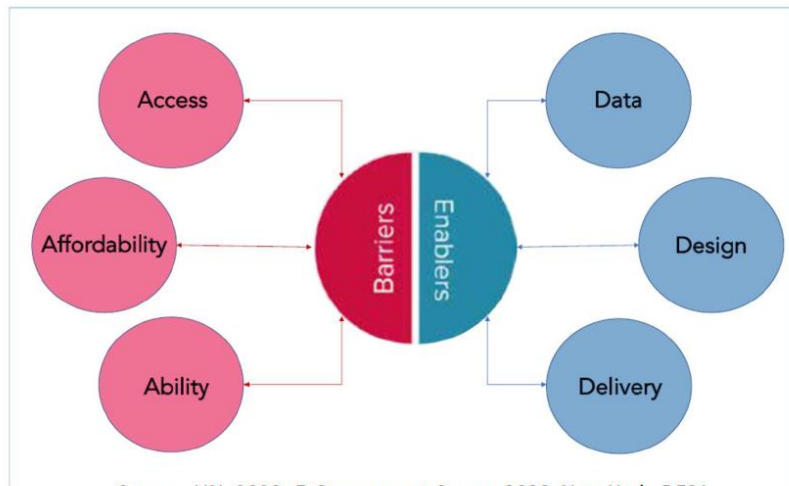 Access
Affordability
Ability
Barriers
Enablers
Data
Design
Delivery